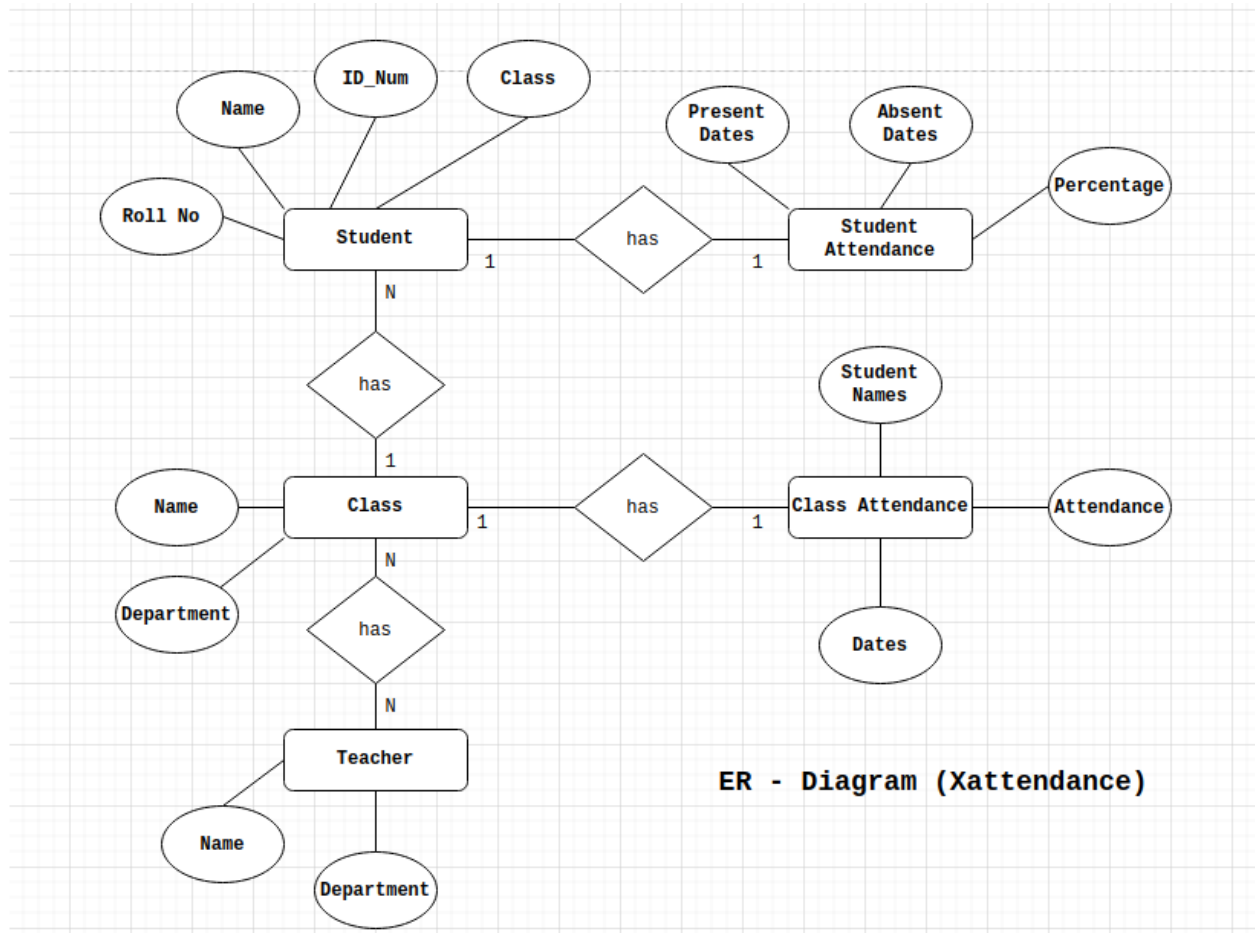 ID_Num
Class
Name
Present
Dates
Absent
Dates
Percentage
Roll No
Student
has
Student
Attendance
1
1
N
has
Student
Names
1
Name
Class
has
Class Attendance
Attendance
1
1
N
Department
has
Dates
N
Teacher
ER - Diagram (Xattendance)
Name
Department